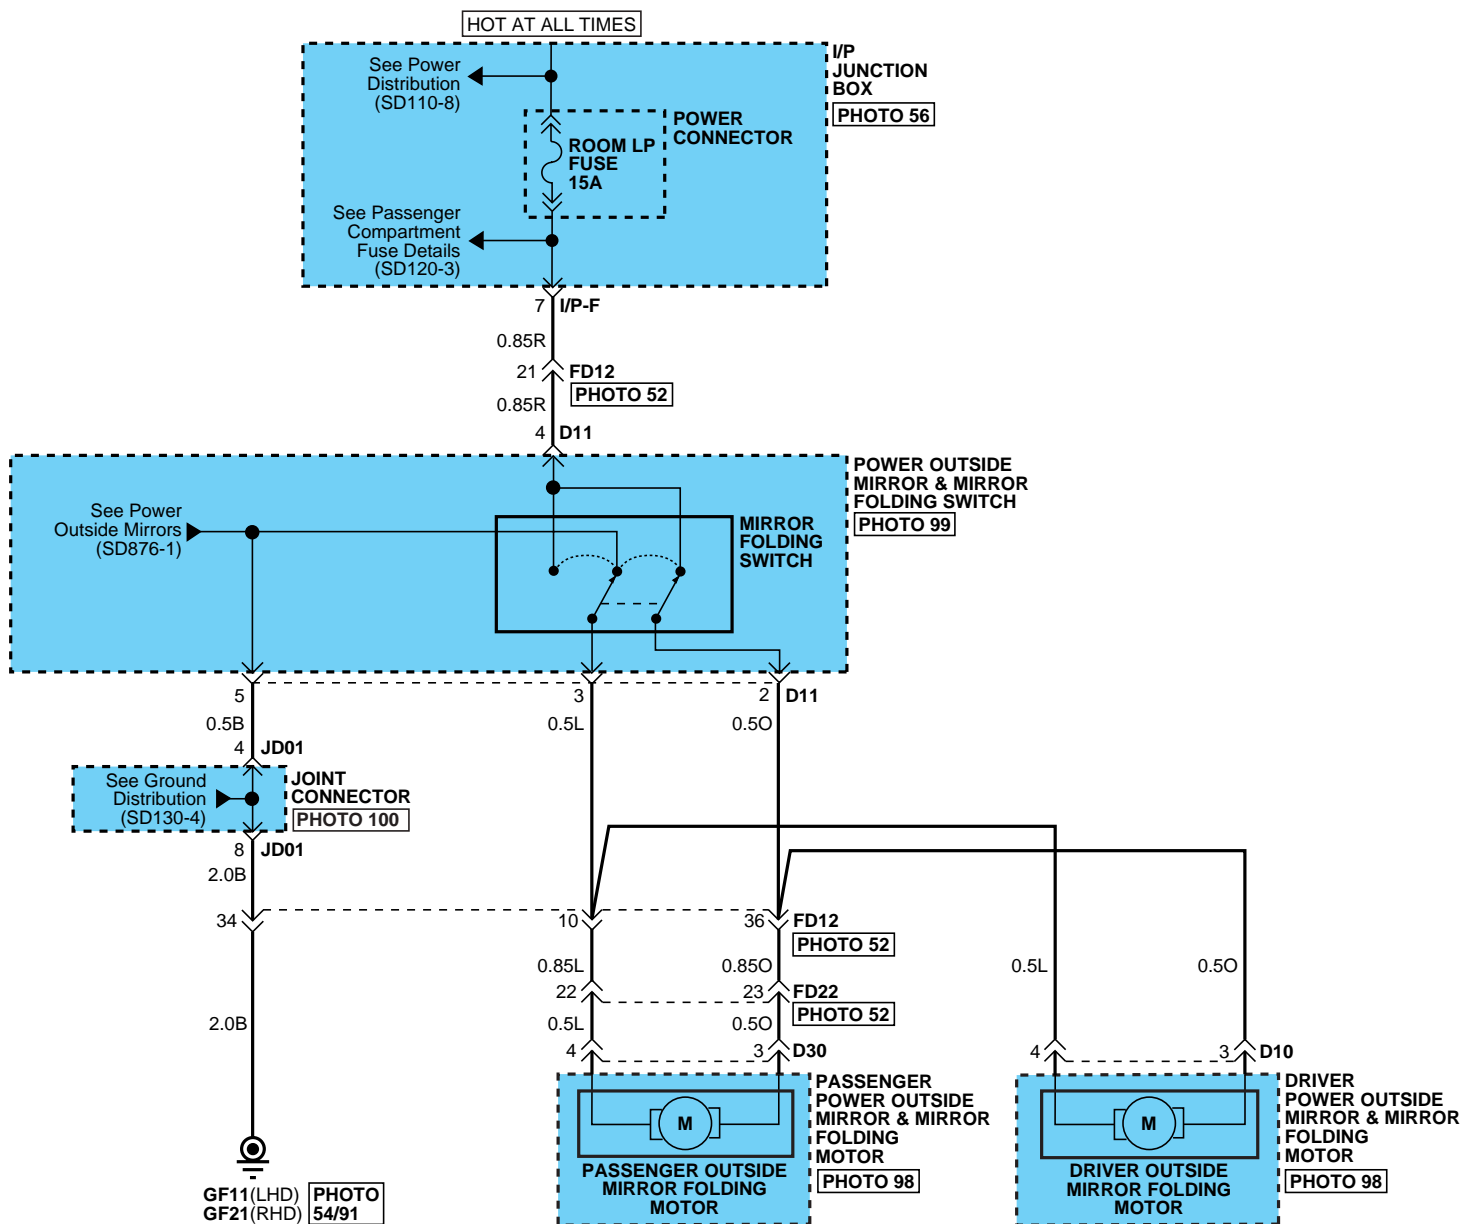 HOT AT ALL TIMES
See Power
Distribution
(SD110-8)
I/P
JUNCTION
BOX
PHOTO 56
POWER
CONNECTOR
ROOM LP
FUSE
15A
See Passenger
Compartment
Fuse Details
(SD120-3)
7 I/P-F
0.85R
21 FD12
PHOTO 52
0.85R
4 D11
POWER OUTSIDE
MIRROR & MIRROR
FOLDING SWITCH
PHOTO 99
See Power
Outside Mirrors
(SD876-1)
MIRROR
FOLDING
SWITCH
5 3 2 D11
0.5B 0.5L 0.5O
4 JD01
See Ground
Distribution
(SD130-4)
JOINT
CONNECTOR
PHOTO 100
8 JD01
2.0B
34 10 36 FD12
PHOTO 52
0.85L 0.85O 0.5L 0.5O
22 23 FD22
PHOTO 52
2.0B 0.5L 0.5O
4 3 D30 4 3 D10
PASSENGER
POWER OUTSIDE
MIRROR & MIRROR
FOLDING
MOTOR
PHOTO 98
M
PASSENGER OUTSIDE
MIRROR FOLDING
MOTOR
DRIVER
POWER OUTSIDE
MIRROR & MIRROR
FOLDING
MOTOR
PHOTO 98
M
DRIVER OUTSIDE
MIRROR FOLDING
MOTOR
GF11(LHD)
GF21(RHD)
PHOTO
54/91